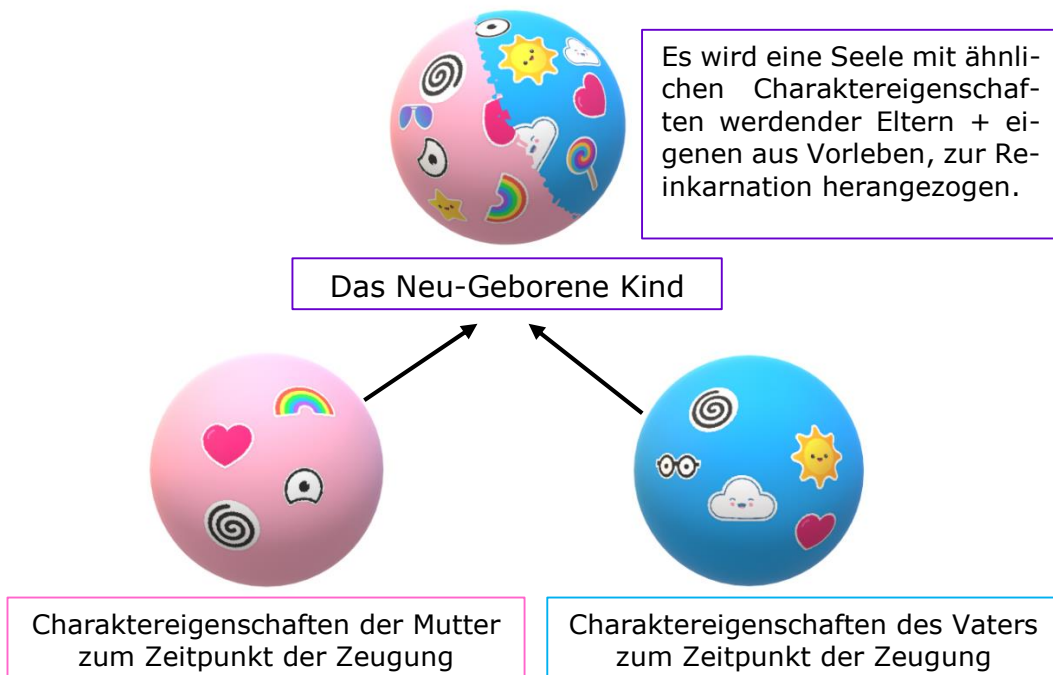 Es wird eine Seele mit ähnli-
chen Charaktereigenschaf-
ten werdender Eltern + ei-
genen aus Vorleben, zur Re-
inkarnation herangezogen.
Das Neu-Geborene Kind
Charaktereigenschaften der Mutter
zum Zeitpunkt der Zeugung
Charaktereigenschaften des Vaters
zum Zeitpunkt der Zeugung